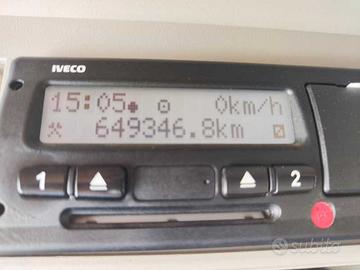 IVECO
15:05 0km/h
649346.8km
1 2
subito